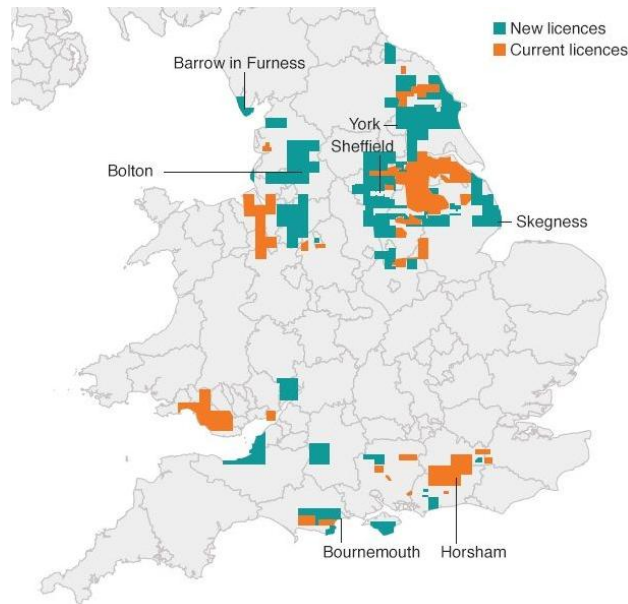 New licences
Current licences
Barrow in Furness
York
Sheffield
Bolton
Skegness
Bournemouth
Horsham